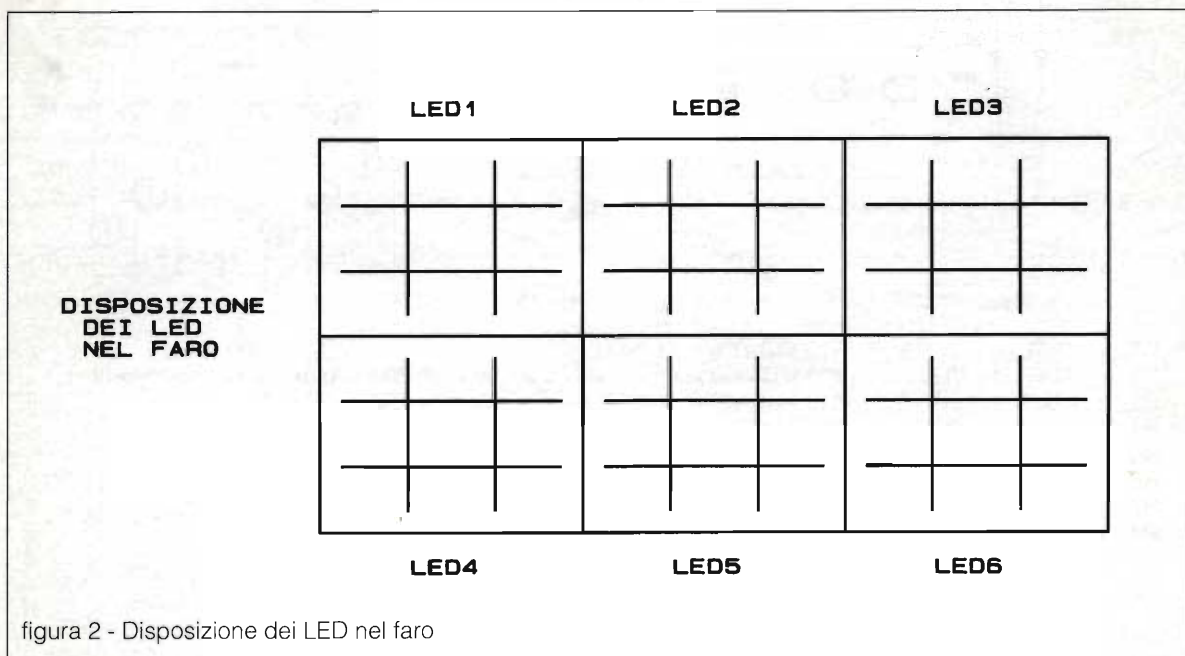 LED1 LED2 LED3
DISPOSIZIONE
DEI LED
NEL FARO
LED4 LED5 LED6
figura 2 - Disposizione dei LED nel faro